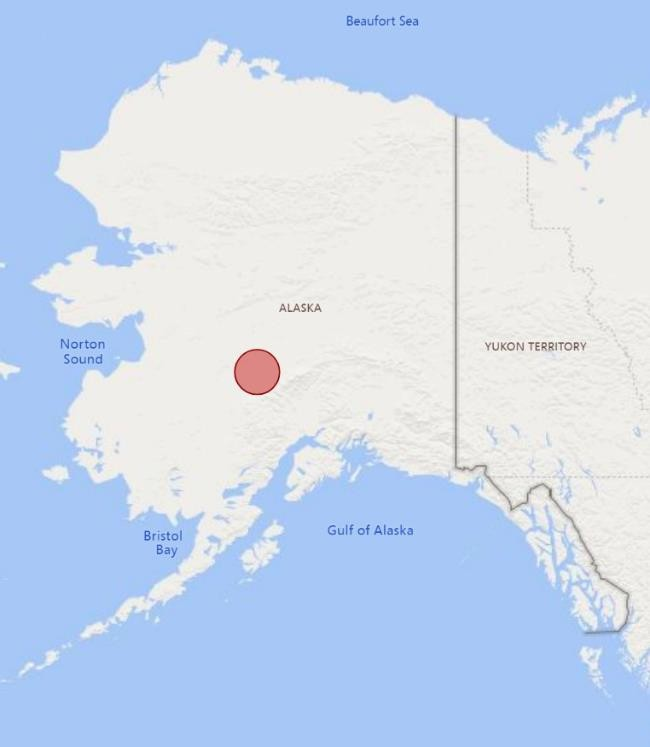 Beaufort Sea
ALASKA
Norton
Sound
YUKON TERRITORY
Bristol
Bay
Gulf of Alaska